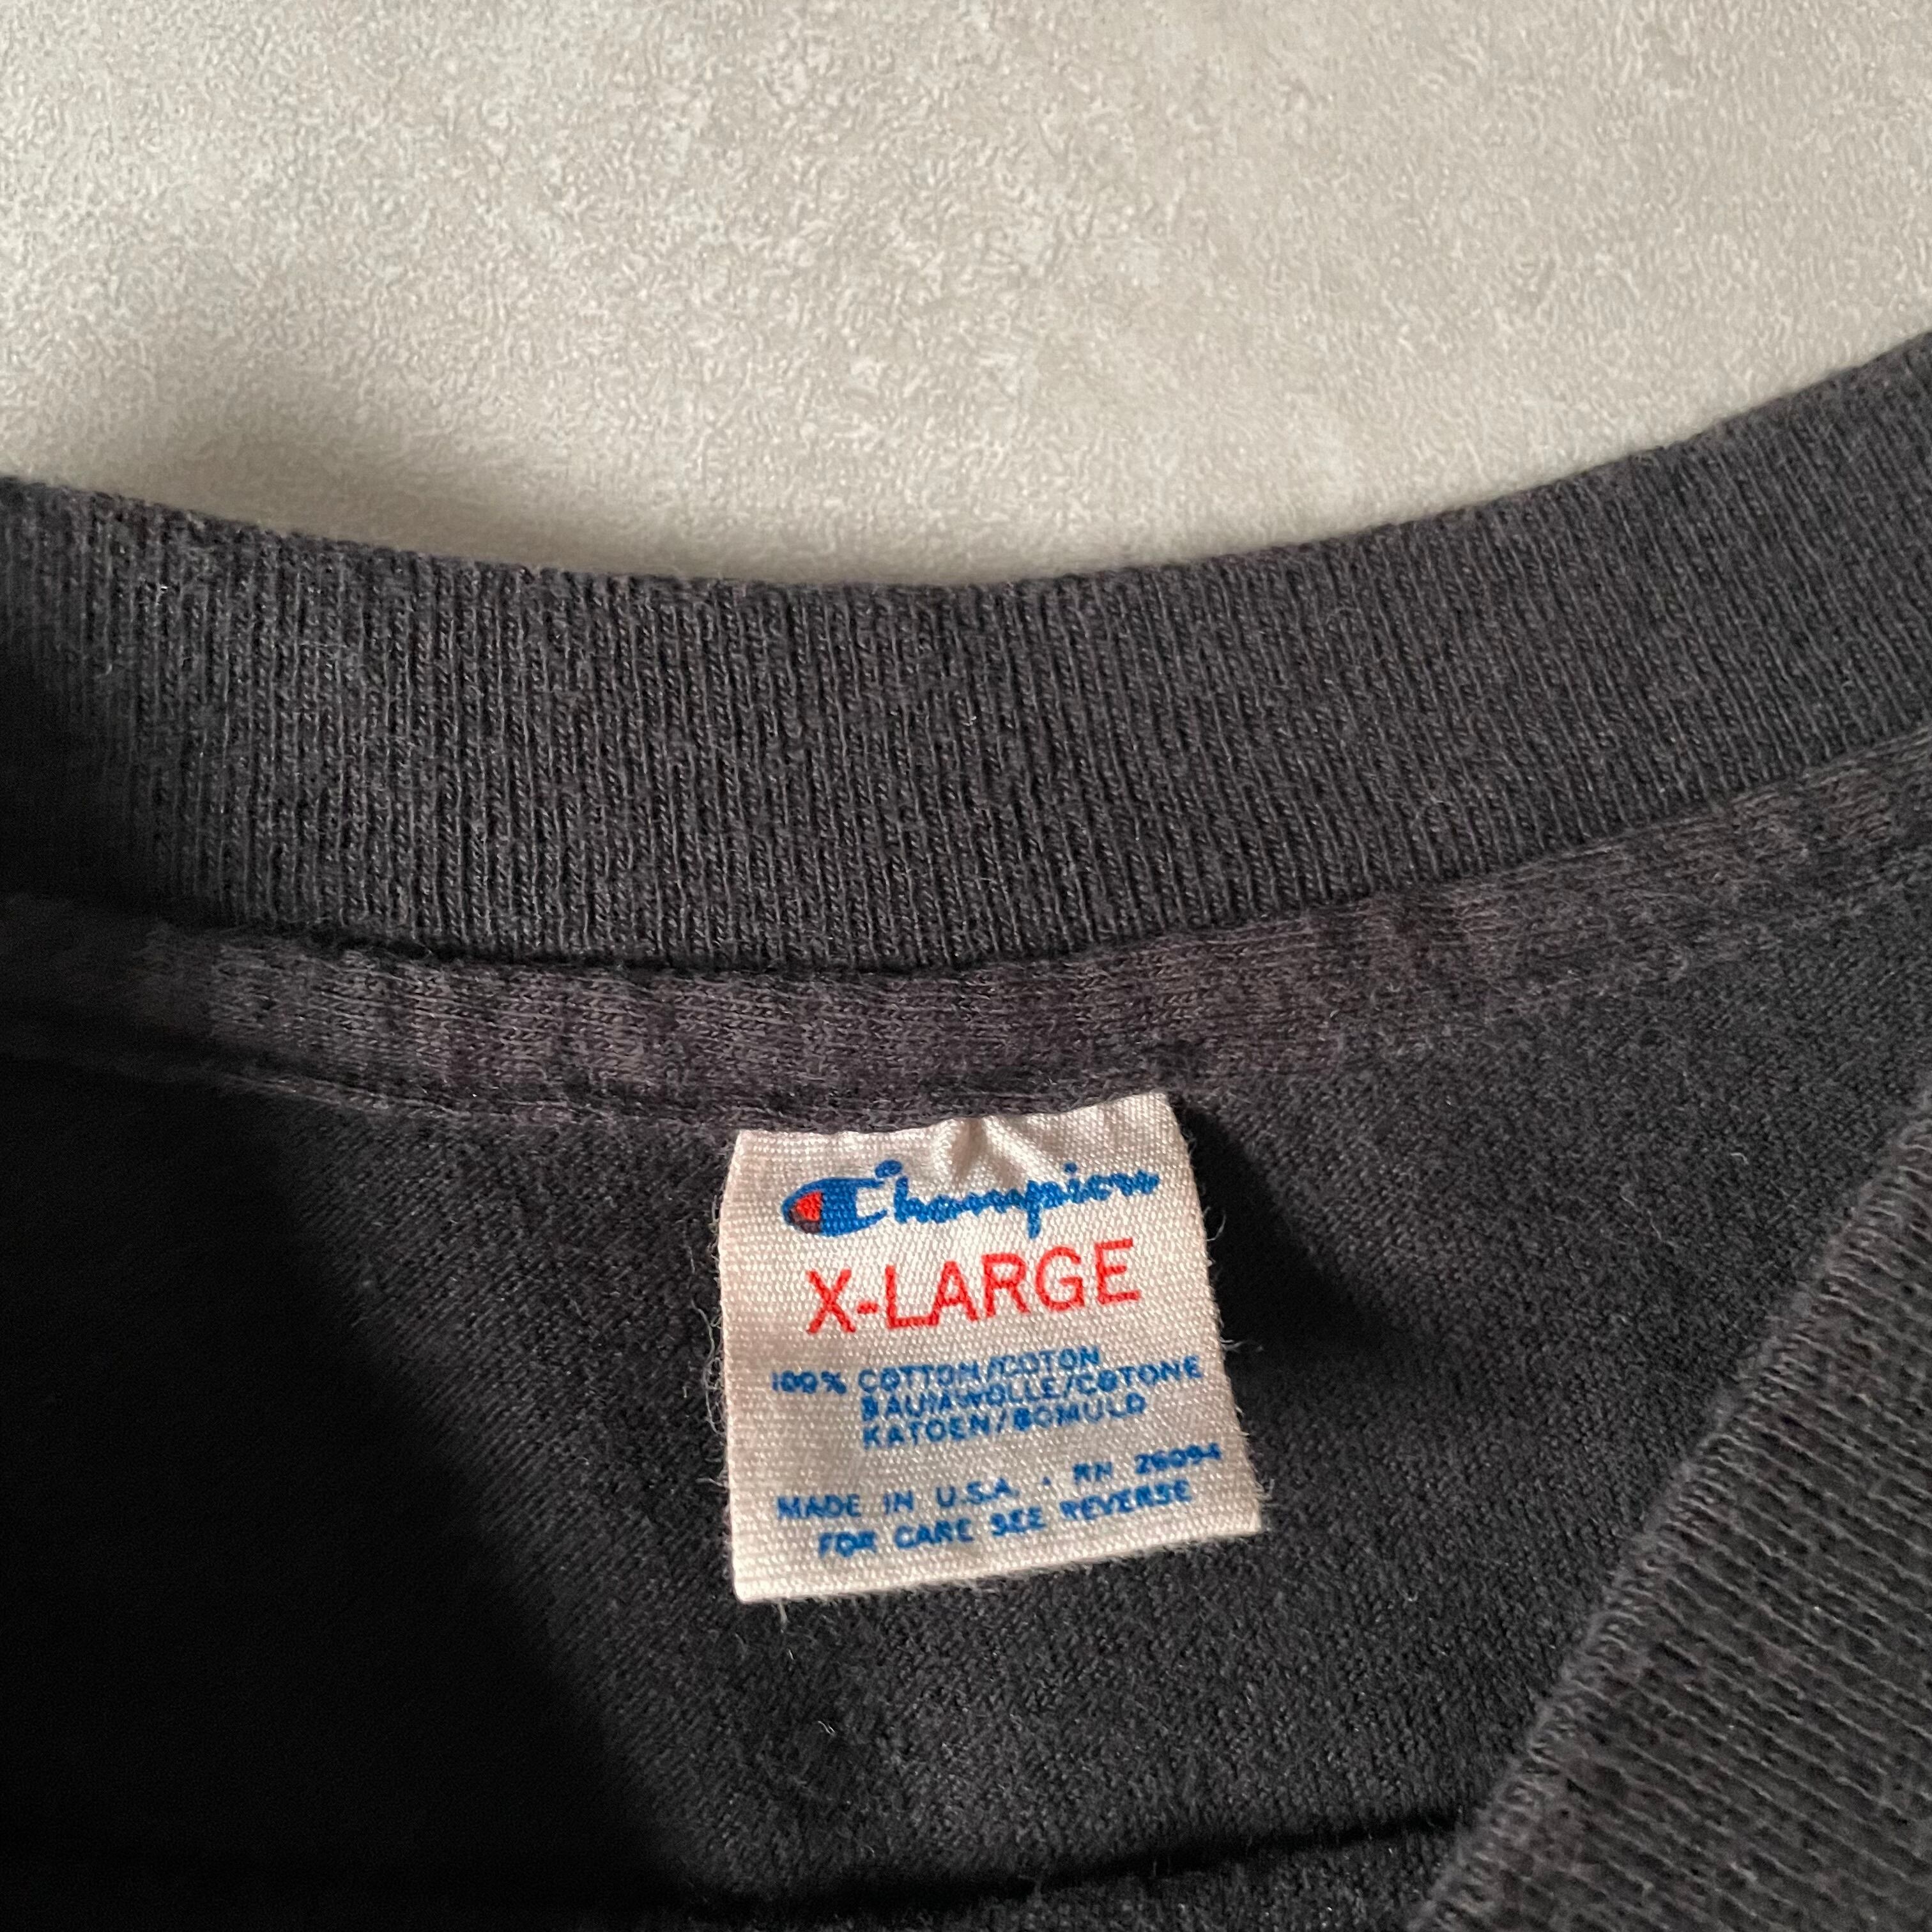 Champion
X-LARGE
100% COTTON/COTON
BAUMWOLLE/COTONE
KATOEN/BOMULD
MADE IN U.S.A. • RN 26094
FOR CARE SEE REVERSE